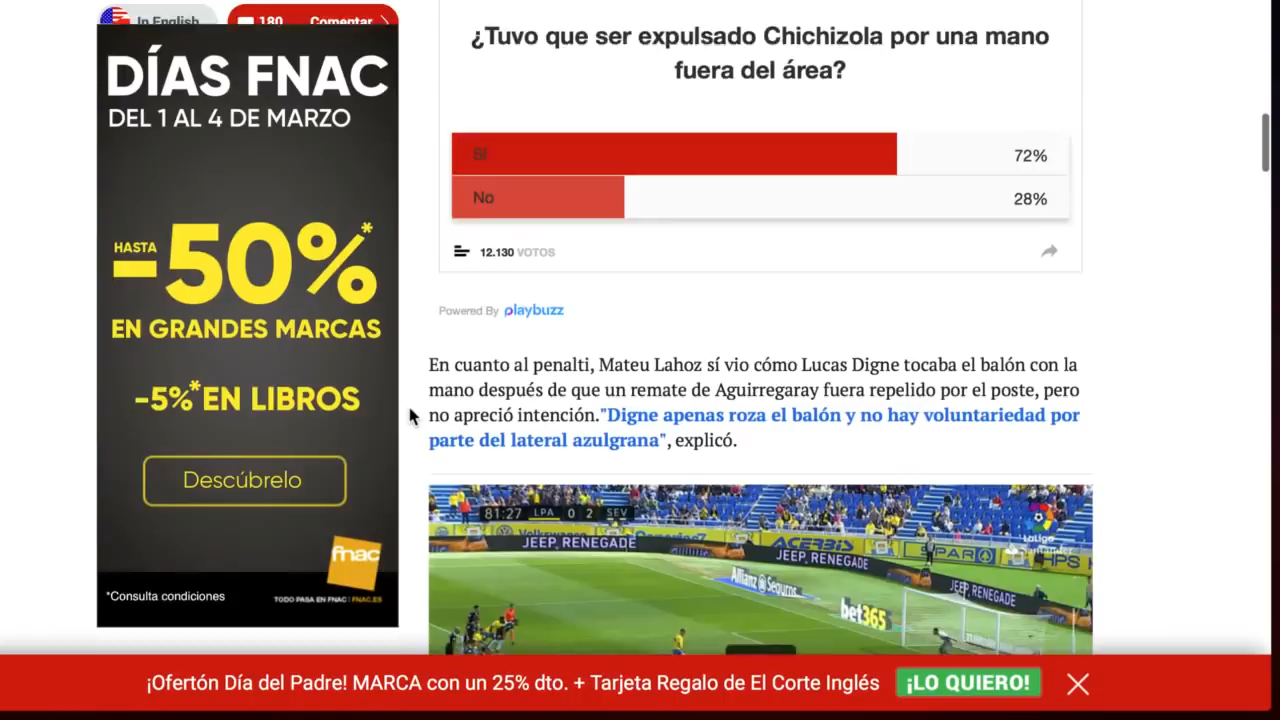 In English
180 Comentar
DÍAS FNAC
DEL 1 AL 4 DE MARZO
HASTA
-50%*
EN GRANDES MARCAS
-5%* EN LIBROS
Descúbrelo
fnac
*Consulta condiciones
TODO PASA EN FNAC | FNAC.ES
¿Tuvo que ser expulsado Chichizola por una mano
fuera del área?
Sí 72%
No 28%
12.130 VOTOS
Powered By playbuzz
En cuanto al penalti, Mateu Lahoz sí vio cómo Lucas Digne tocaba el balón con la
mano después de que un remate de Aguirregaray fuera repelido por el poste, pero
no apreció intención."Digne apenas roza el balón y no hay voluntariedad por
parte del lateral azulgrana", explicó.
81:27 LPA 0 2 SEV
LaLiga
Santander
Volkswagen
JEEP RENEGADE
ACERBIS
JEEP RENEGADE
SPAR
JEEP RENEGADE
Allianz Seguros
bet365
¡Ofertón Día del Padre! MARCA con un 25% dto. + Tarjeta Regalo de El Corte Inglés
¡LO QUIERO!